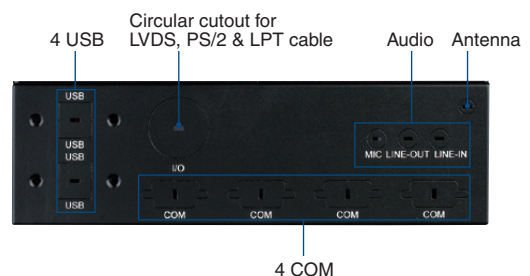 Circular cutout for
4 USB LVDS, PS/2 & LPT cable Audio Antenna
USB
USB
USB
USB
I/O
MIC LINE-OUT LINE-IN
COM COM COM COM
4 COM